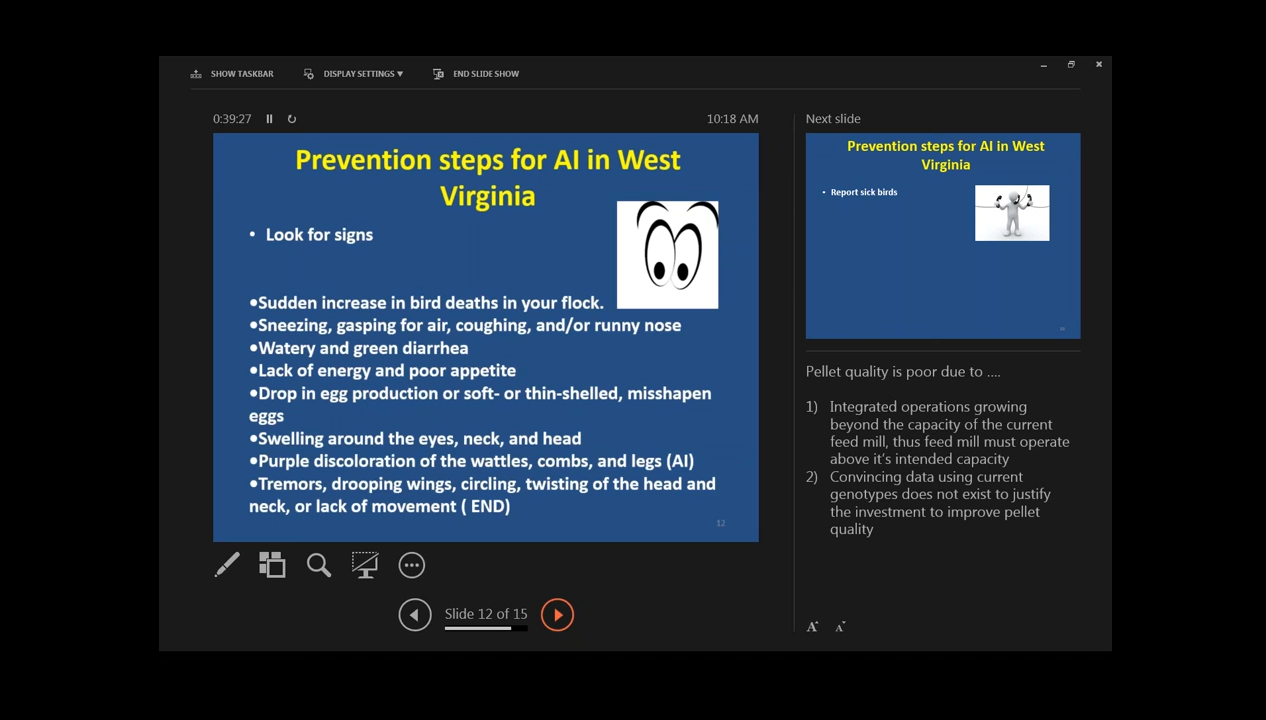 SHOW TASKBAR
DISPLAY SETTINGS ▼
END SLIDE SHOW
0:39:27
10:18 AM
Prevention steps for AI in West
Virginia
• Look for signs
•Sudden increase in bird deaths in your flock.
•Sneezing, gasping for air, coughing, and/or runny nose
•Watery and green diarrhea
•Lack of energy and poor appetite
•Drop in egg production or soft- or thin-shelled, misshapen
eggs
•Swelling around the eyes, neck, and head
•Purple discoloration of the wattles, combs, and legs (AI)
•Tremors, drooping wings, circling, twisting of the head and
neck, or lack of movement ( END)
12
Slide 12 of 15
Next slide
Prevention steps for AI in West
Virginia
• Report sick birds
Pellet quality is poor due to ....
1) Integrated operations growing
beyond the capacity of the current
feed mill, thus feed mill must operate
above it's intended capacity
2) Convincing data using current
genotypes does not exist to justify
the investment to improve pellet
quality
A A